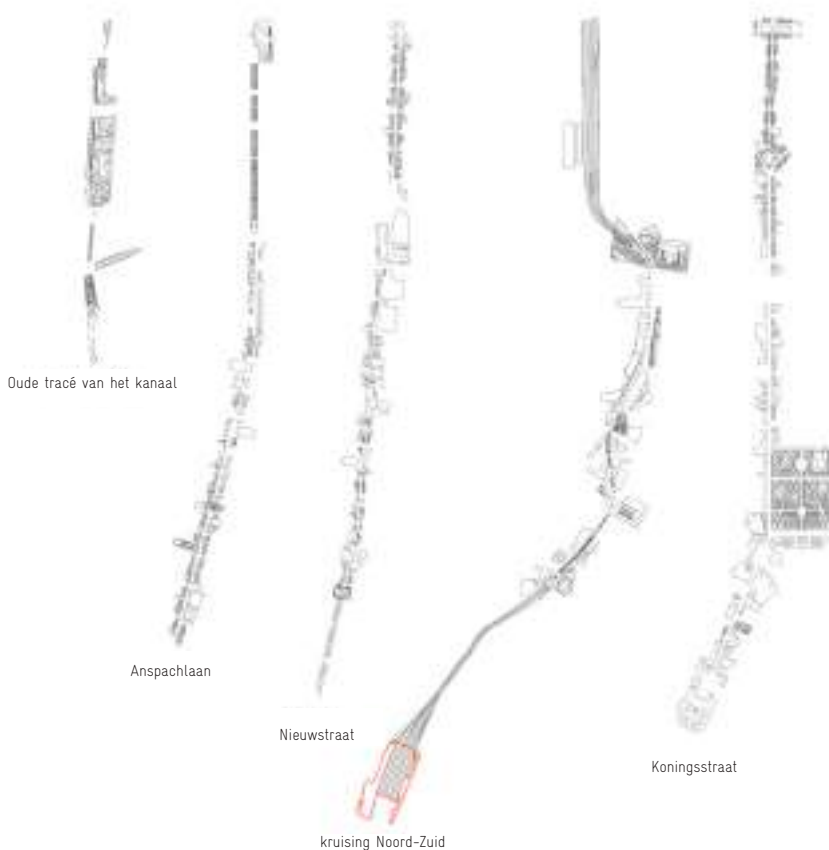 Oude tracé van het kanaal
Anspachlaan
Nieuwstraat
Koningsstraat
kruising Noord-Zuid